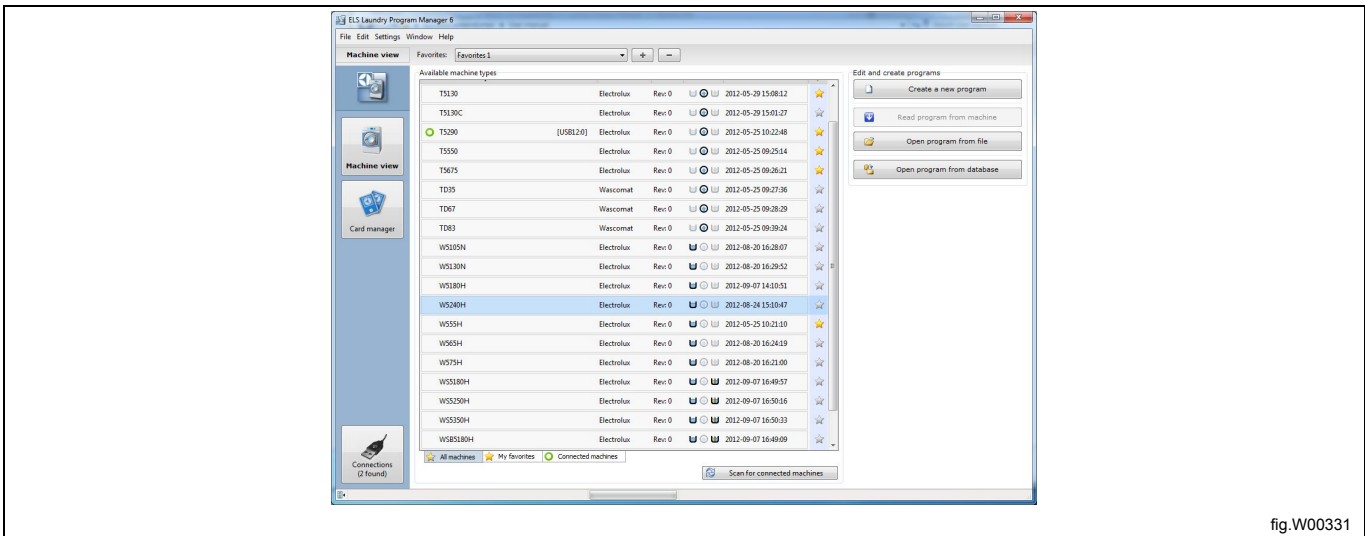 ELS Laundry Program Manager 6
File Edit Settings Window Help
Machine view
Favorites: Favorites 1 + −
Available machine types
T5130 Electrolux Rev: 0 2012-05-29 15:08:12
T5130C Electrolux Rev: 0 2012-05-29 15:01:27
T5290 [USB12:0] Electrolux Rev: 0 2012-05-25 10:22:48
T5550 Electrolux Rev: 0 2012-05-25 09:25:14
T5675 Electrolux Rev: 0 2012-05-25 09:26:21
TD35 Wascomat Rev: 0 2012-05-25 09:27:36
TD67 Wascomat Rev: 0 2012-05-25 09:28:29
TD83 Wascomat Rev: 0 2012-05-25 09:39:24
W5105N Electrolux Rev: 0 2012-08-20 16:28:07
W5130N Electrolux Rev: 0 2012-08-20 16:29:52
W5180H Electrolux Rev: 0 2012-09-07 14:10:51
W5240H Electrolux Rev: 0 2012-08-24 15:10:47
W555H Electrolux Rev: 0 2012-05-25 10:21:10
W565H Electrolux Rev: 0 2012-08-20 16:24:19
W575H Electrolux Rev: 0 2012-08-20 16:21:00
WS5180H Electrolux Rev: 0 2012-09-07 16:49:57
WS5250H Electrolux Rev: 0 2012-09-07 16:50:16
WS5350H Electrolux Rev: 0 2012-09-07 16:50:33
WSB5180H Electrolux Rev: 0 2012-09-07 16:49:09
All machines My favorites Connected machines
Scan for connected machines
Edit and create programs
Create a new program
Read program from machine
Open program from file
Open program from database
Machine view
Card manager
Connections
(2 found)
fig.W00331